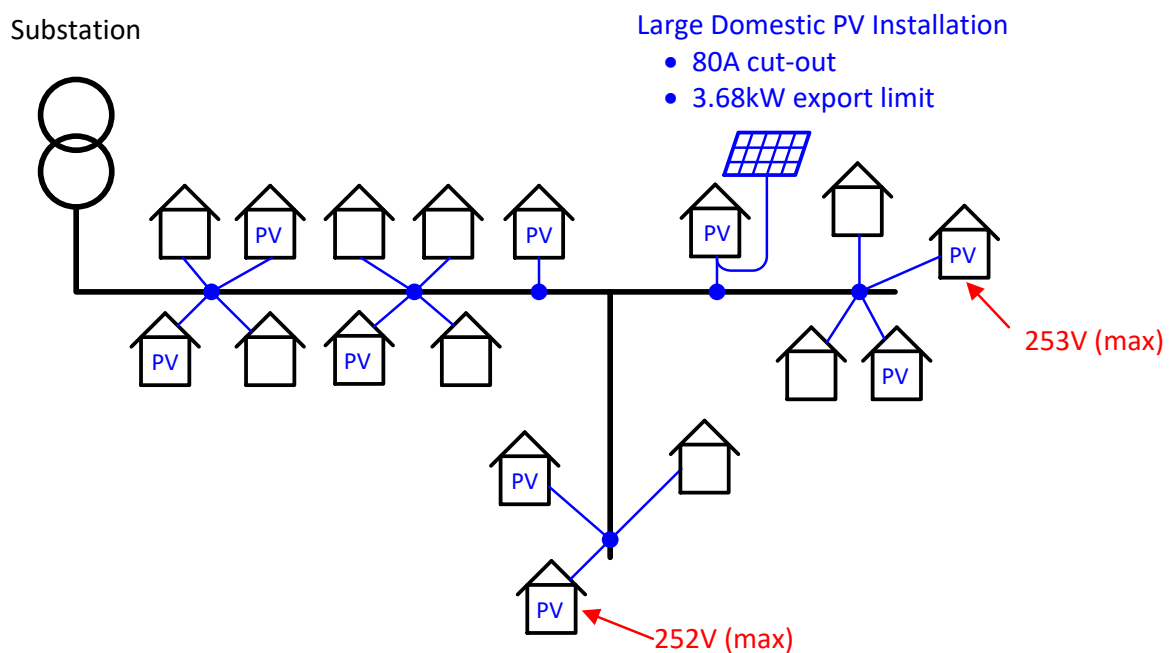 Substation
Large Domestic PV Installation
• 80A cut-out
• 3.68kW export limit
PV
PV
PV
PV
253V (max)
PV
PV
PV
PV
PV
252V (max)